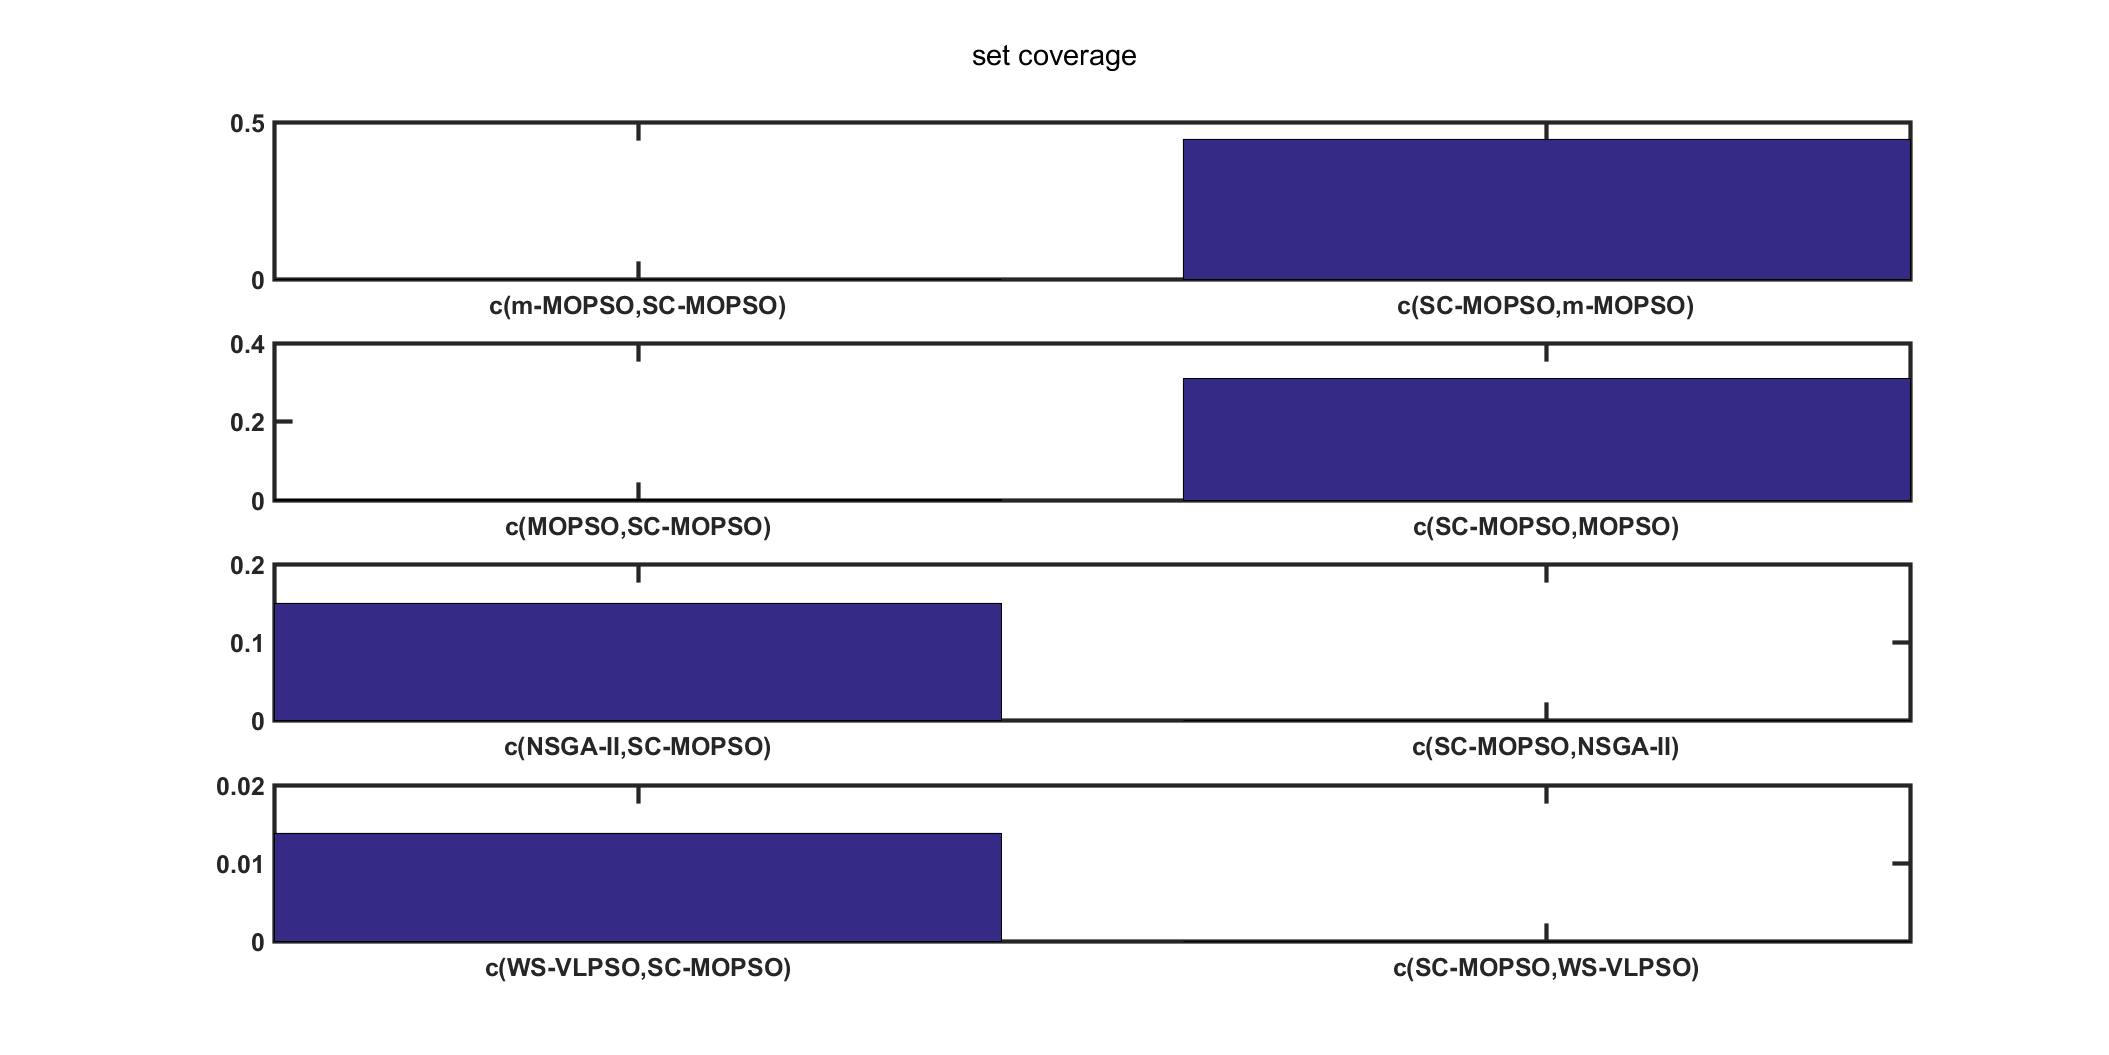 set coverage
0.5
0
c(m-MOPSO,SC-MOPSO) c(SC-MOPSO,m-MOPSO)
0.4
0.2
0
c(MOPSO,SC-MOPSO) c(SC-MOPSO,MOPSO)
0.2
0.1
0
c(NSGA-II,SC-MOPSO) c(SC-MOPSO,NSGA-II)
0.02
0.01
0
c(WS-VLPSO,SC-MOPSO) c(SC-MOPSO,WS-VLPSO)